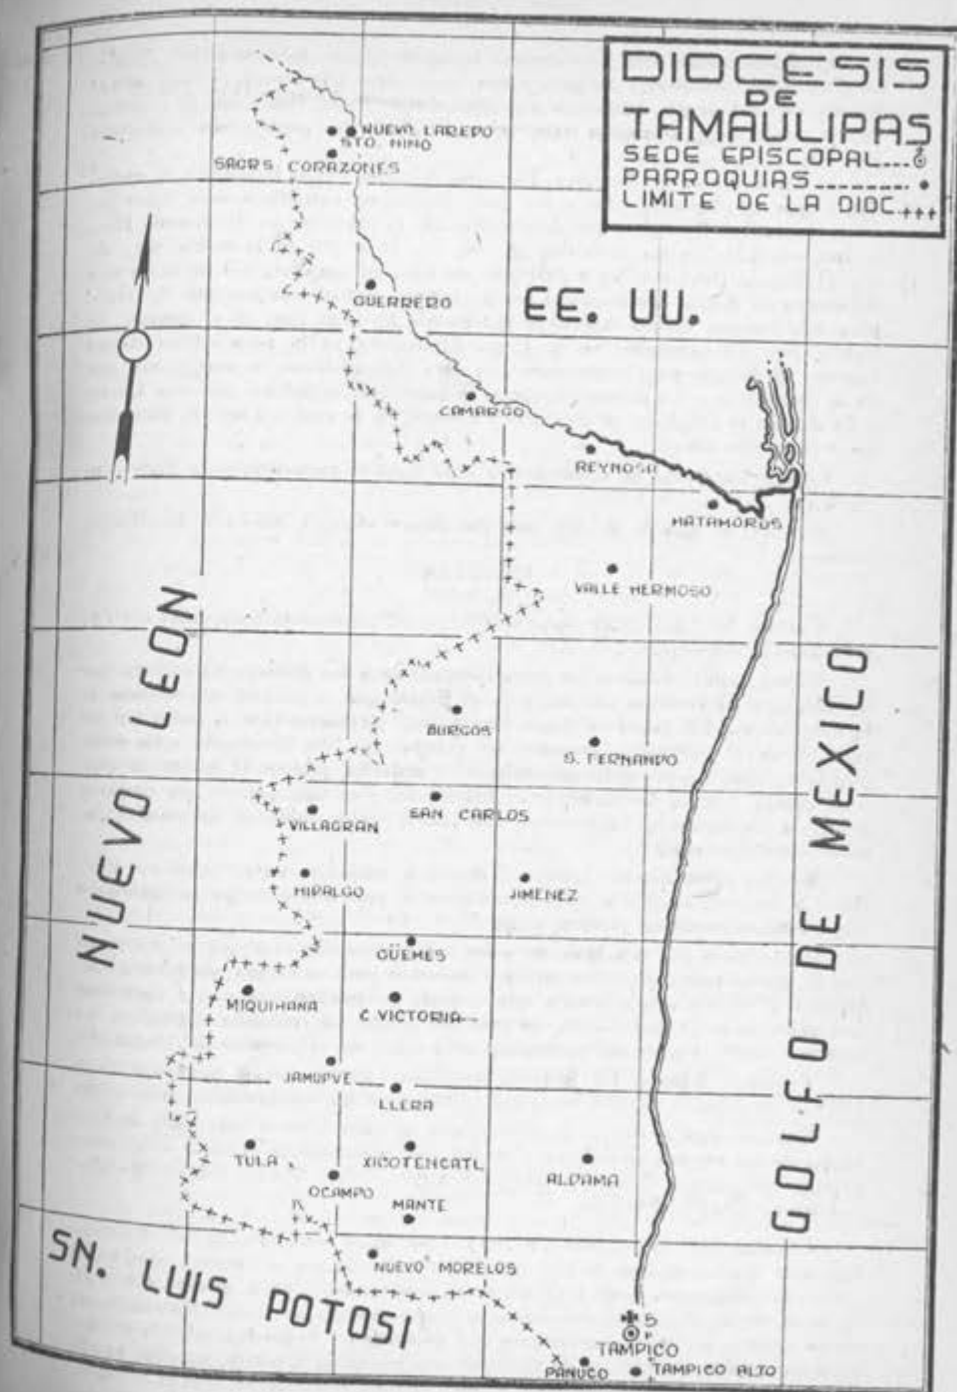 DIOCESIS
DE
TAMAULIPAS
SEDE EPISCOPAL...
PARROQUIAS........
LIMITE DE LA DIOC.+++
NUEVO LAREDO
STO. NIÑO
SAGRS. CORAZONES
GUERRERO
EE. UU.
CAMARGO
REYNOSA
MATAMOROS
VALLE HERMOSO
NUEVO LEON
GOLFO DE MEXICO
BURGOS
S. FERNANDO
VILLAGRAN
SAN CARLOS
HIDALGO
JIMENEZ
GÜEMES
MIQUIHANA
C. VICTORIA
JAMUPVE
LLERA
TULA
XICOTENCATL
OCAMPO
ALDAMA
MANTE
NUEVO MORELOS
SN. LUIS POTOSI
5
P
TAMPICO
PANUCO
TAMPICO ALTO